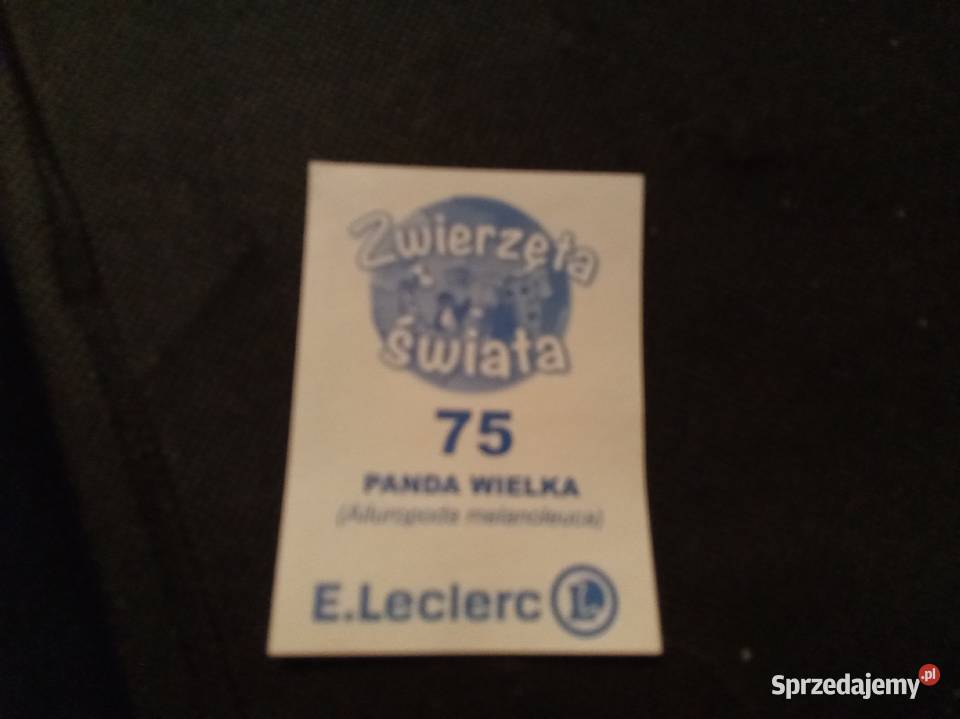 Zwierzęta
świata
75
PANDA WIELKA
(Ailuropoda melanoleuca)
E.Leclerc L
Sprzedajemy.pl